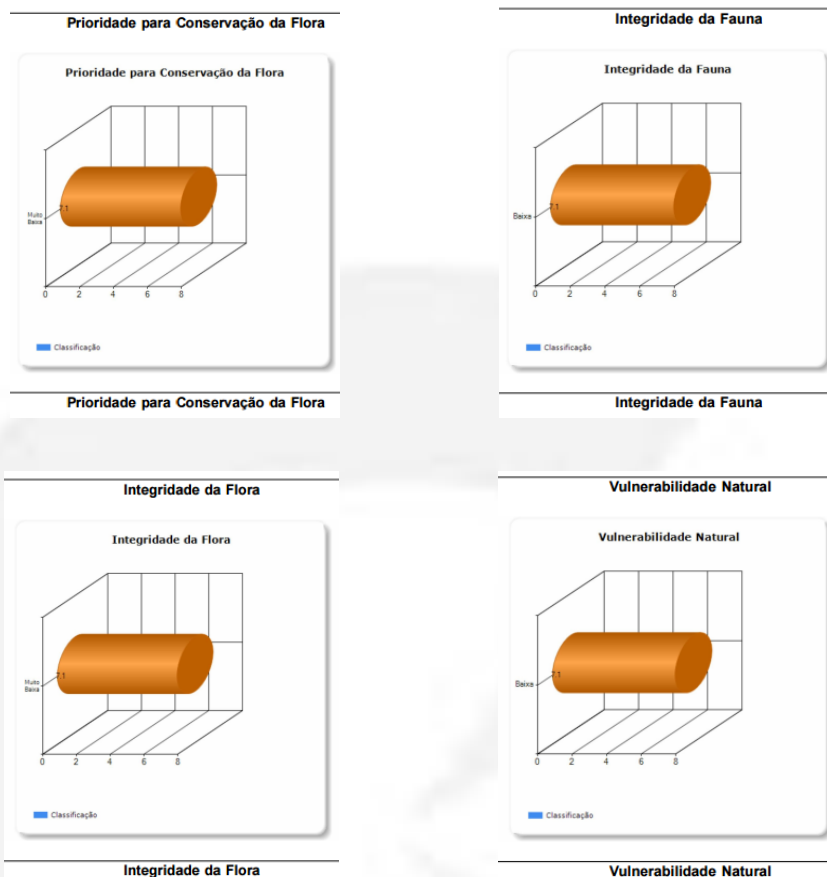 Prioridade para Conservação da Flora
Prioridade para Conservação da Flora
7.1
Muito
Baixa
0 2 4 6 8
Classificação
Prioridade para Conservação da Flora
Integridade da Fauna
Integridade da Fauna
7.1
Baixa
0 2 4 6 8
Classificação
Integridade da Fauna
Integridade da Flora
Integridade da Flora
7.1
Muito
Baixa
0 2 4 6 8
Classificação
Integridade da Flora
Vulnerabilidade Natural
Vulnerabilidade Natural
7.1
Baixa
0 2 4 6 8
Classificação
Vulnerabilidade Natural